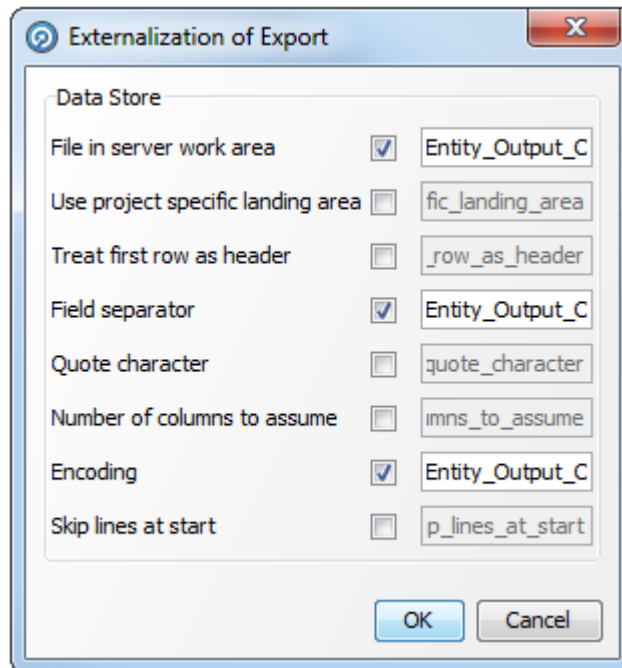 Externalization of Export
Data Store
File in server work area Entity_Output_C
Use project specific landing area fic_landing_area
Treat first row as header _row_as_header
Field separator Entity_Output_C
Quote character quote_character
Number of columns to assume umns_to_assume
Encoding Entity_Output_C
Skip lines at start p_lines_at_start
OK Cancel